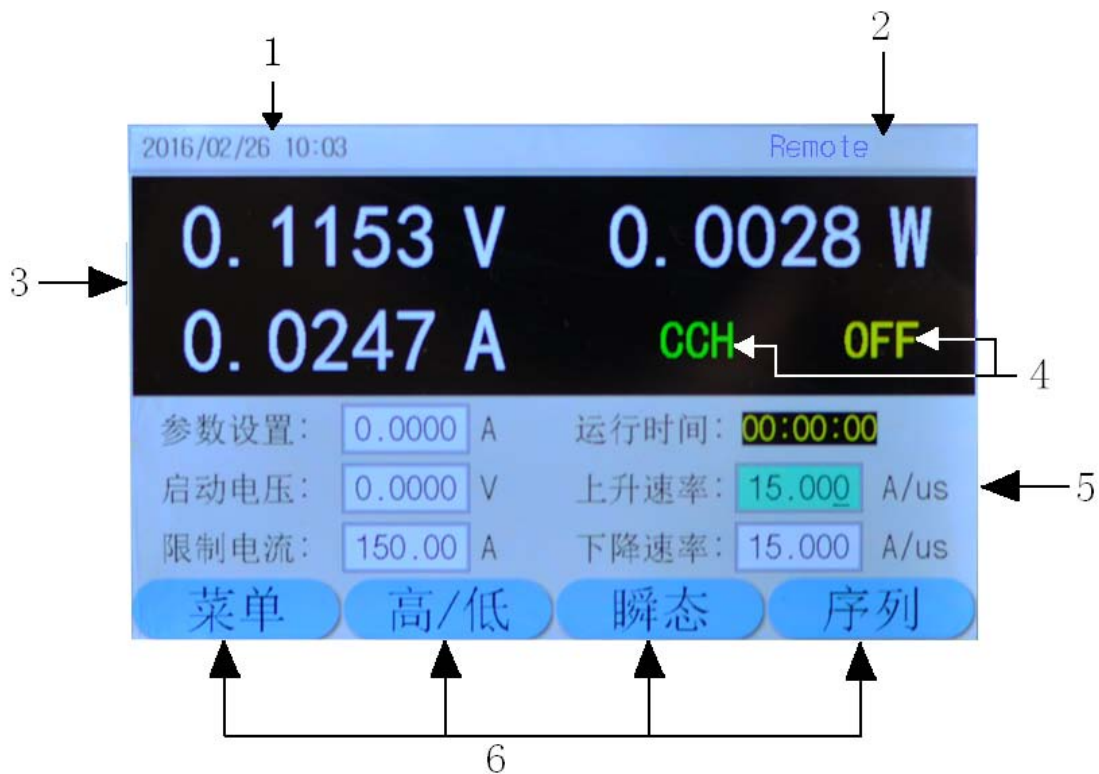 1
2
2016/02/26 10:03 Remote
0.1153 V 0.0028 W
3
0.0247 A CCH OFF
4
参数设置: 0.0000 A 运行时间: 00:00:00
启动电压: 0.0000 V 上升速率: 15.000 A/us
5
限制电流: 150.00 A 下降速率: 15.000 A/us
菜单 高/低 瞬态 序列
6